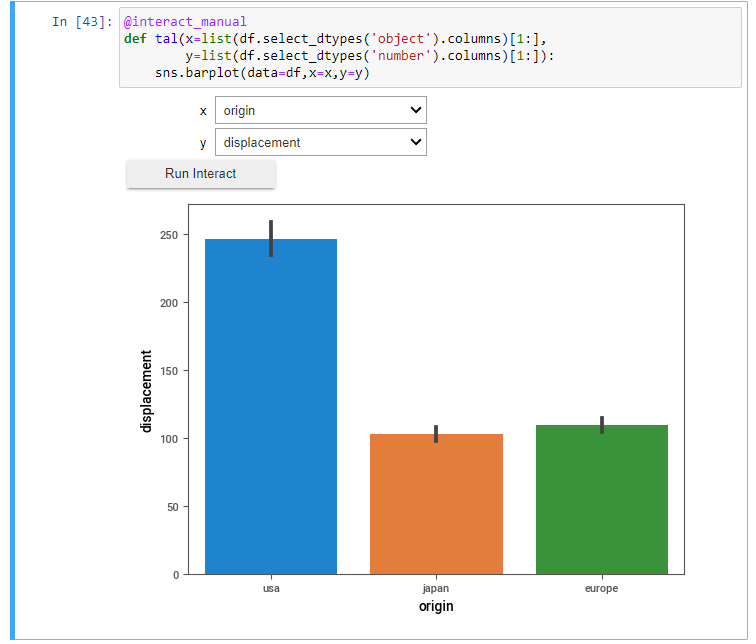 In [43]: @interact_manual
def tal(x=list(df.select_dtypes('object').columns)[1:],
        y=list(df.select_dtypes('number').columns)[1:]):
    sns.barplot(data=df,x=x,y=y)
x origin
y displacement
Run Interact
250
200
150
100
50
0
displacement
usa japan europe
origin